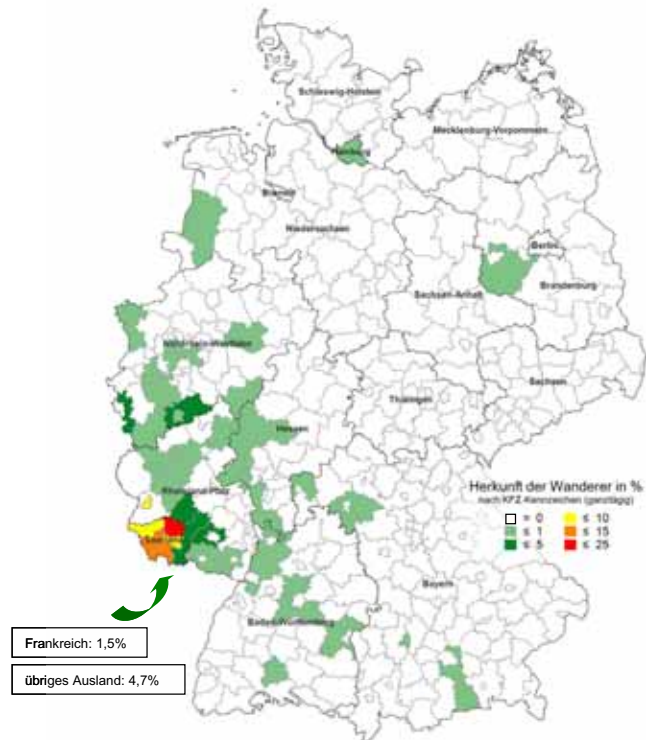 Schleswig-Holstein
Mecklenburg-Vorpommern
Hamburg
Bremen
Niedersachsen
Berlin
Brandenburg
Sachsen-Anhalt
Nordrhein-Westfalen
Sachsen
Thüringen
Hessen
Rheinland-Pfalz
Saarland
Bayern
Baden-Württemberg
Herkunft der Wanderer in %
nach KFZ-Kennzeichen (ganztägig)
= 0 ≤ 10
≤ 1 ≤ 15
≤ 5 ≤ 25
Frankreich: 1,5%
übriges Ausland: 4,7%